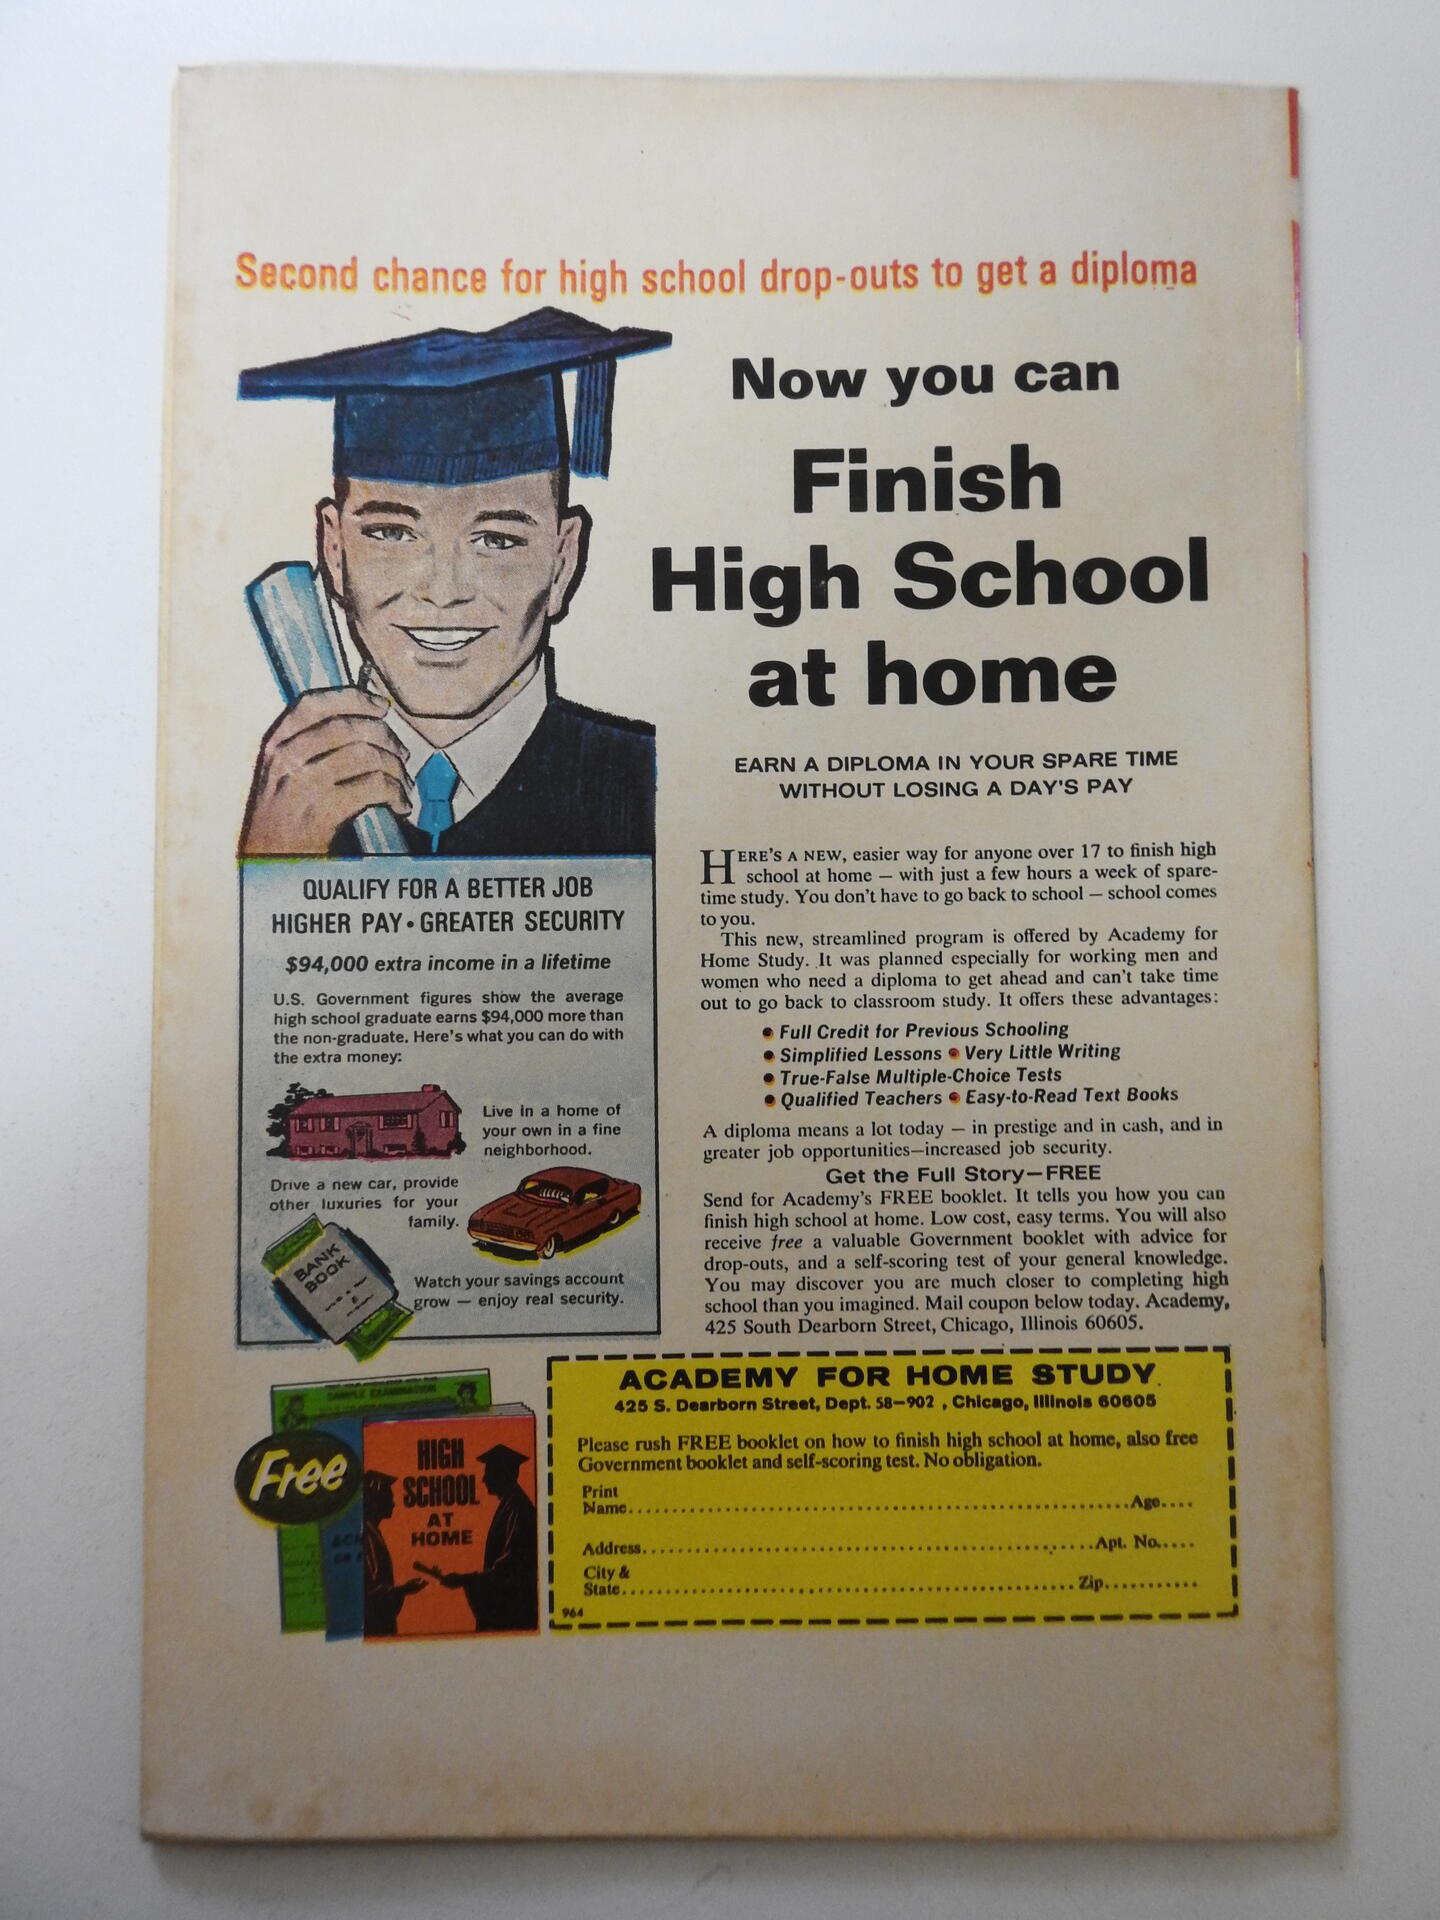 Second chance for high school drop-outs to get a diploma
Now you can
Finish
High School
at home
EARN A DIPLOMA IN YOUR SPARE TIME
WITHOUT LOSING A DAY'S PAY
HERE'S A NEW, easier way for anyone over 17 to finish high
school at home — with just a few hours a week of spare-
time study. You don't have to go back to school — school comes
to you.
This new, streamlined program is offered by Academy for
Home Study. It was planned especially for working men and
women who need a diploma to get ahead and can't take time
out to go back to classroom study. It offers these advantages:
• Full Credit for Previous Schooling
• Simplified Lessons • Very Little Writing
• True-False Multiple-Choice Tests
• Qualified Teachers • Easy-to-Read Text Books
A diploma means a lot today — in prestige and in cash, and in
greater job opportunities—increased job security.
Get the Full Story—FREE
Send for Academy's FREE booklet. It tells you how you can
finish high school at home. Low cost, easy terms. You will also
receive free a valuable Government booklet with advice for
drop-outs, and a self-scoring test of your general knowledge.
You may discover you are much closer to completing high
school than you imagined. Mail coupon below today. Academy,
425 South Dearborn Street, Chicago, Illinois 60605.
QUALIFY FOR A BETTER JOB
HIGHER PAY • GREATER SECURITY
$94,000 extra income in a lifetime
U.S. Government figures show the average
high school graduate earns $94,000 more than
the non-graduate. Here's what you can do with
the extra money:
Live in a home of
your own in a fine
neighborhood.
Drive a new car, provide
other luxuries for your
family.
BANK
BOOK
Watch your savings account
grow — enjoy real security.
SAMPLE EXAMINATION
Free
HIGH
SCHOOL
AT
HOME
ACADEMY FOR HOME STUDY
425 S. Dearborn Street, Dept. 58-902 , Chicago, Illinois 60605
Please rush FREE booklet on how to finish high school at home, also free
Government booklet and self-scoring test. No obligation.
Print
Name..........Age....
Address..........Apt. No.....
City &
State..........Zip..........
964